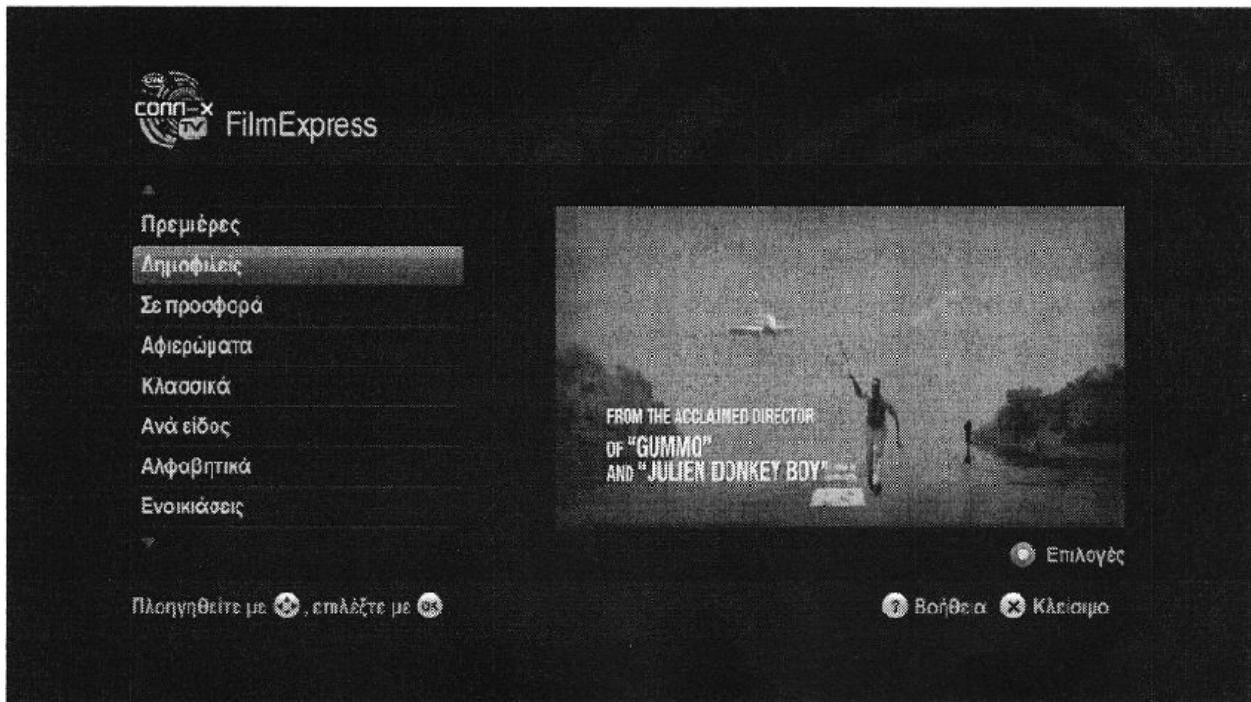 conn-x
TV
FilmExpress
Πρεμιέρες
Δημοφιλείς
Σε προσφορά
Αφιερώματα
Κλασσικά
Ανά είδος
Αλφαβητικά
Ενοικιάσεις
FROM THE ACCLAIMED DIRECTOR
OF "GUMMO"
AND "JULIEN DONKEY BOY"
Επιλογές
Πλοηγηθείτε με , επιλέξτε με OK
? Βοήθεια X Κλείσιμο